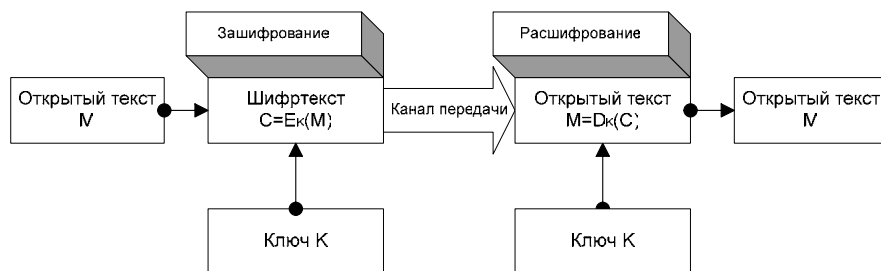 Зашифрование
Расшифрование
Открытый текст
M
Шифртекст
C=Eк(M)
Канал передачи
Открытый текст
M=Dк(C)
Открытый текст
M
Ключ K
Ключ K